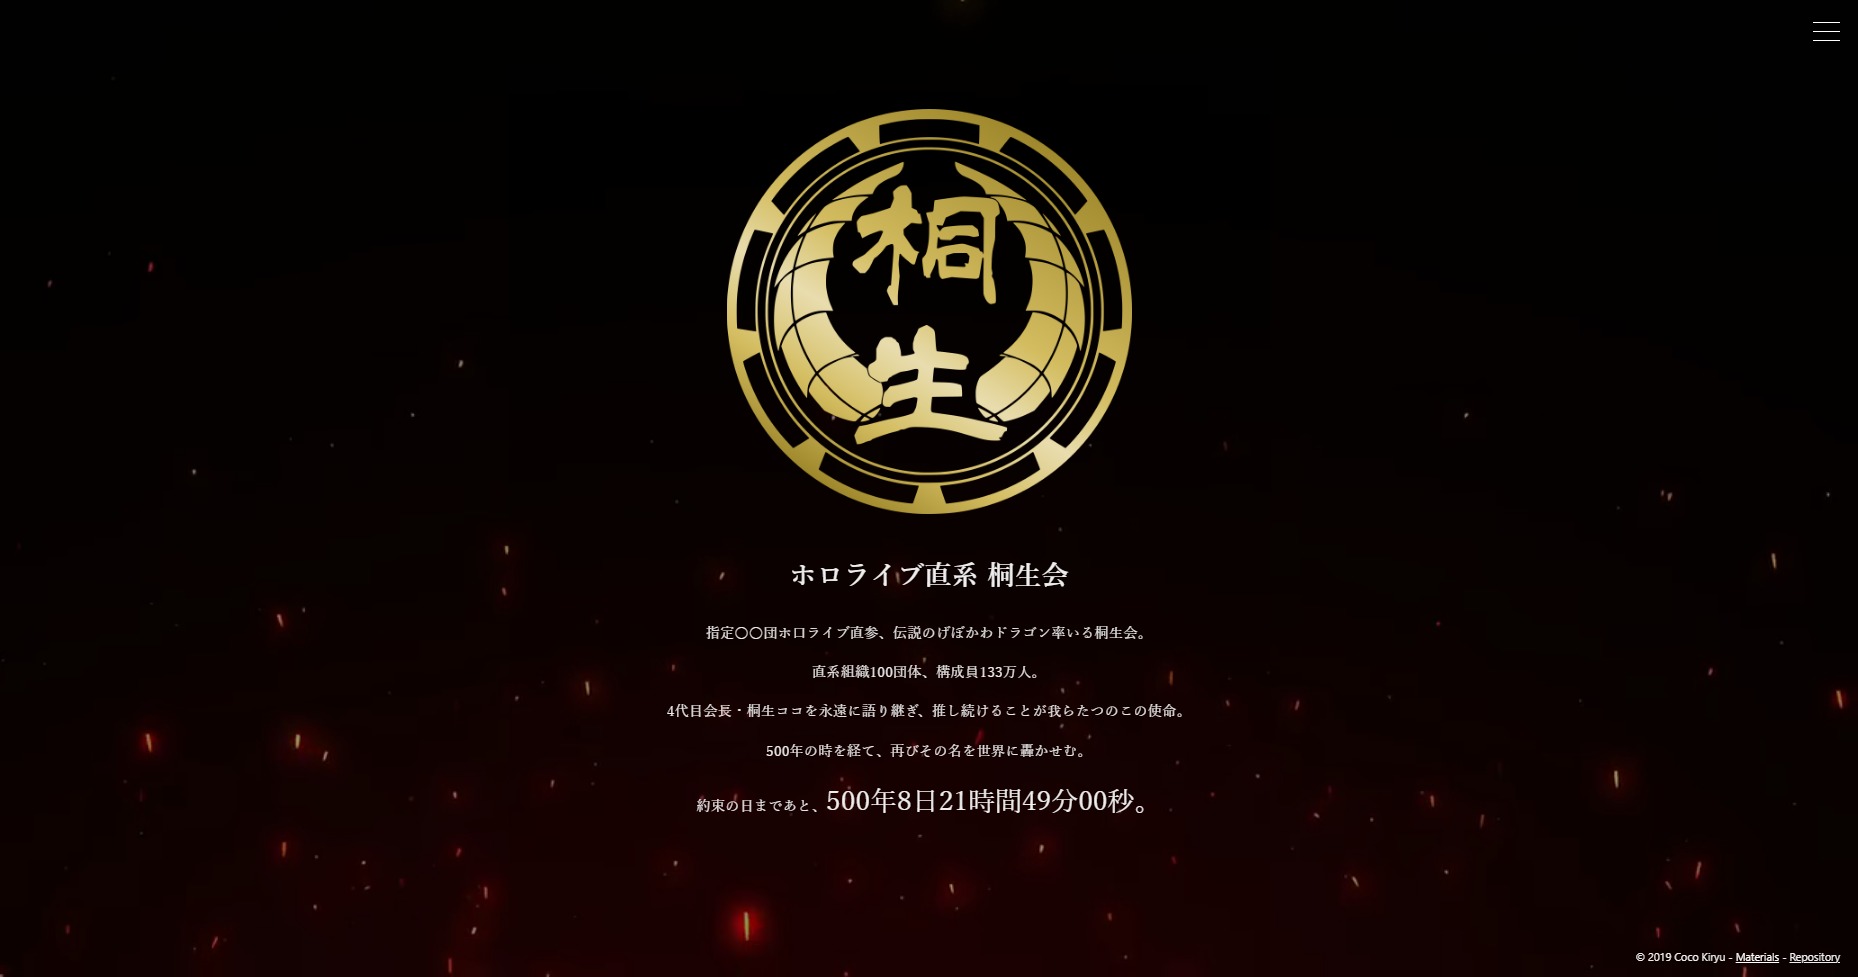 桐
生
ホロライブ直系 桐生会
指定〇〇団ホロライブ直参、伝説のげぼかわドラゴン率いる桐生会。
直系組織100団体、構成員133万人。
4代目会長・桐生ココを永遠に語り継ぎ、推し続けることが我らたつのこの使命。
500年の時を経て、再びその名を世界に轟かせむ。
約束の日まであと、500年8日21時間49分00秒。
© 2019 Coco Kiryu - Materials - Repository